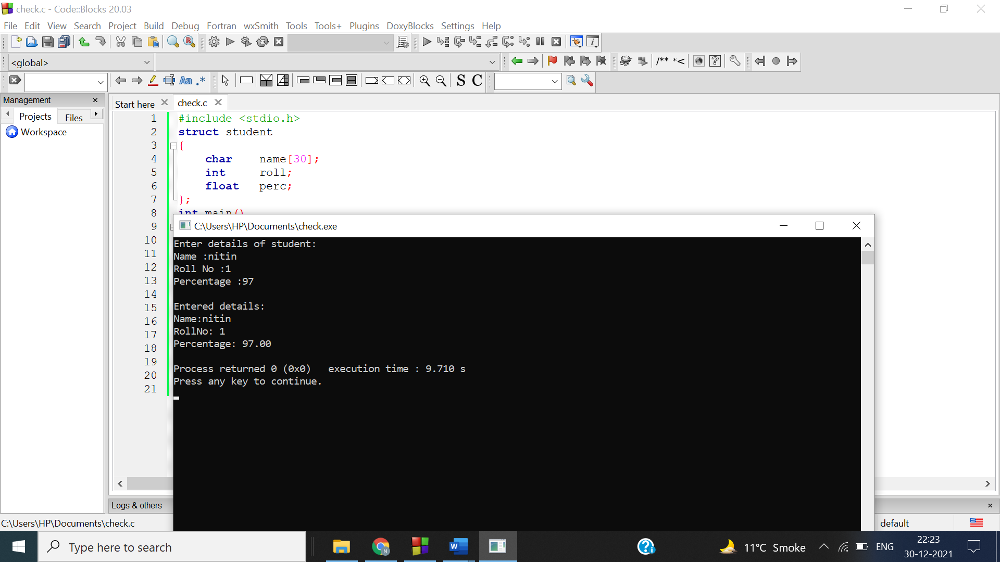 check.c - Code::Blocks 20.03
File Edit View Search Project Build Debug Fortran wxSmith Tools Tools+ Plugins DoxyBlocks Settings Help
<global>
/** *<
Aa .* S C
Management
Projects Files
Workspace
Start here check.c
1 #include <stdio.h>
2 struct student
3 {
4 char name[30];
5 int roll;
6 float perc;
7 };
8 int main()
9
10
11
12
13
14
15
16
17
18
19
20
21
C:\Users\HP\Documents\check.exe
Enter details of student:
Name :nitin
Roll No :1
Percentage :97
Entered details:
Name:nitin
RollNo: 1
Percentage: 97.00
Process returned 0 (0x0) execution time : 9.710 s
Press any key to continue.
Logs & others
C:\Users\HP\Documents\check.c
default
Type here to search
11°C Smoke
ENG
22:23
30-12-2021